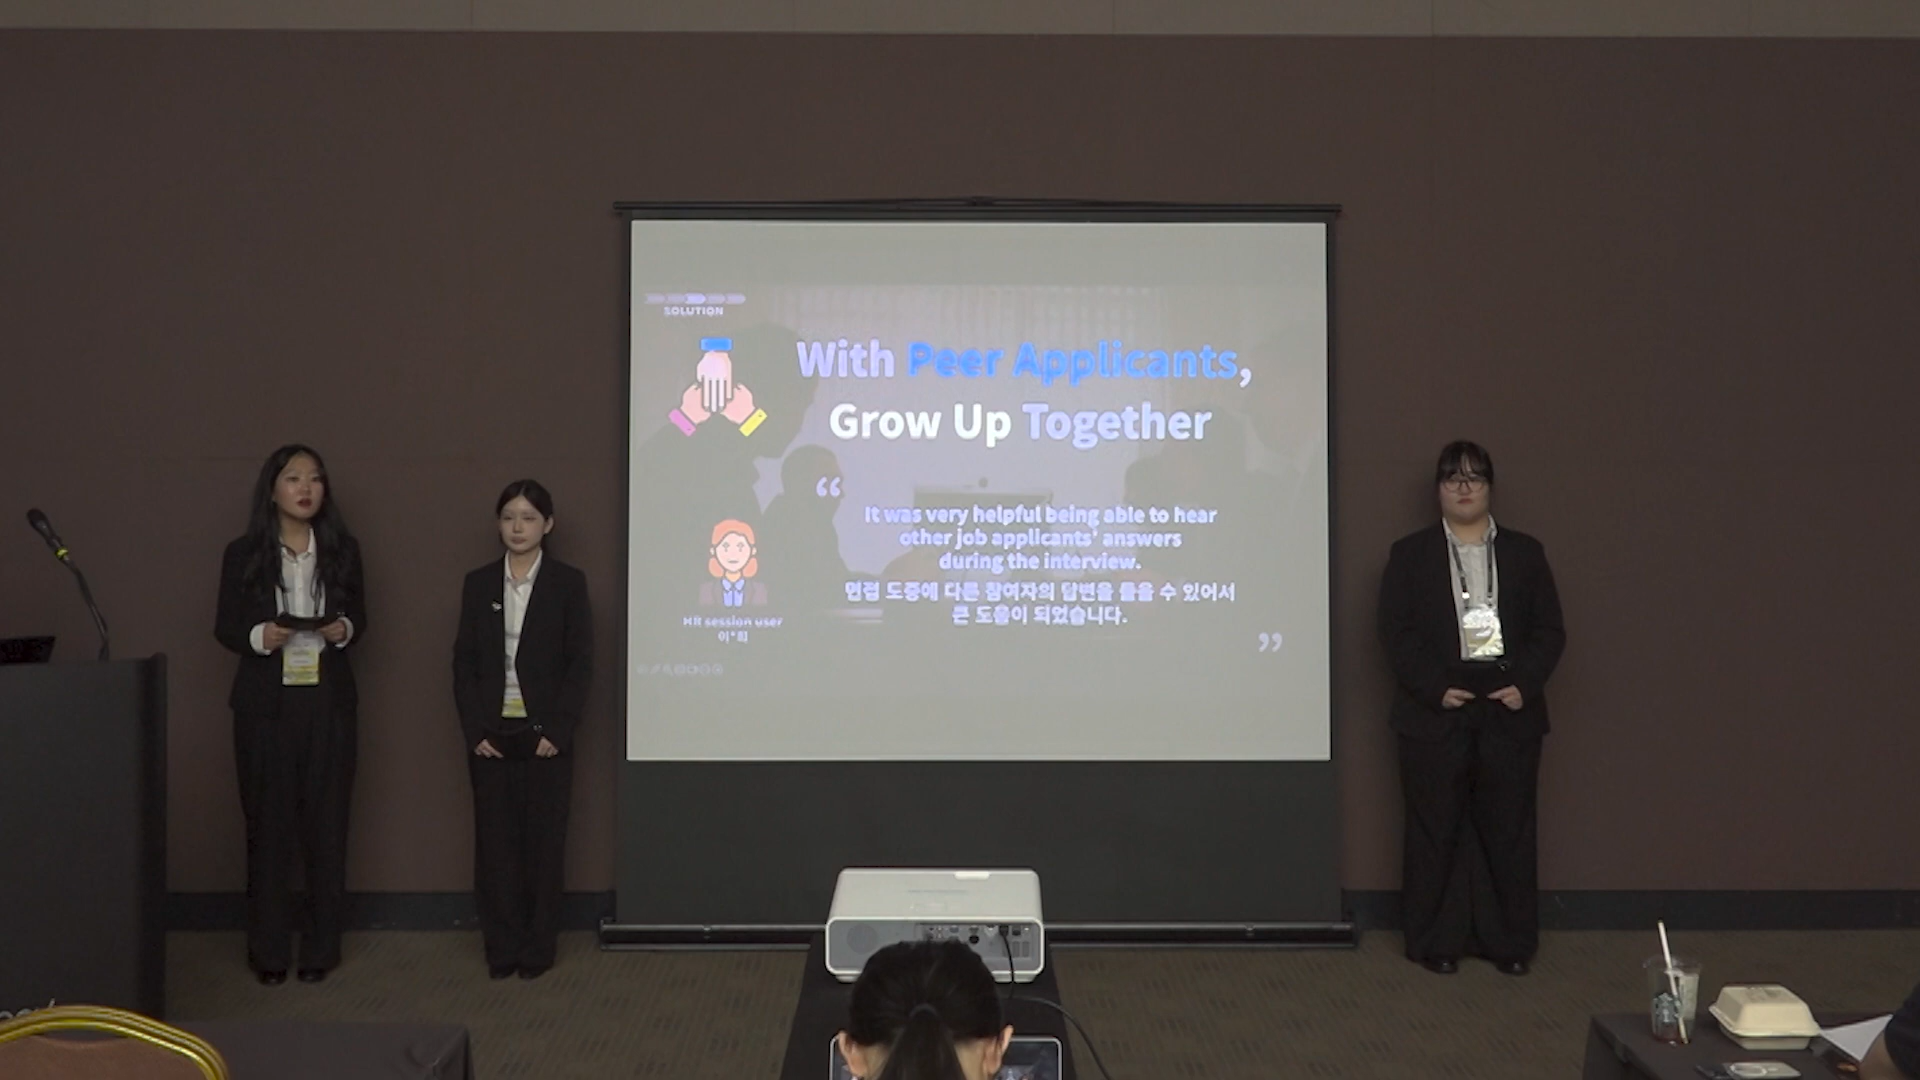 SOLUTION
With Peer Applicants,
Grow Up Together
“
It was very helpful being able to hear
other job applicants’ answers
during the interview.
면접 도중에 다른 참여자의 답변을 들을 수 있어서
큰 도움이 되었습니다.
”
session user
이*희